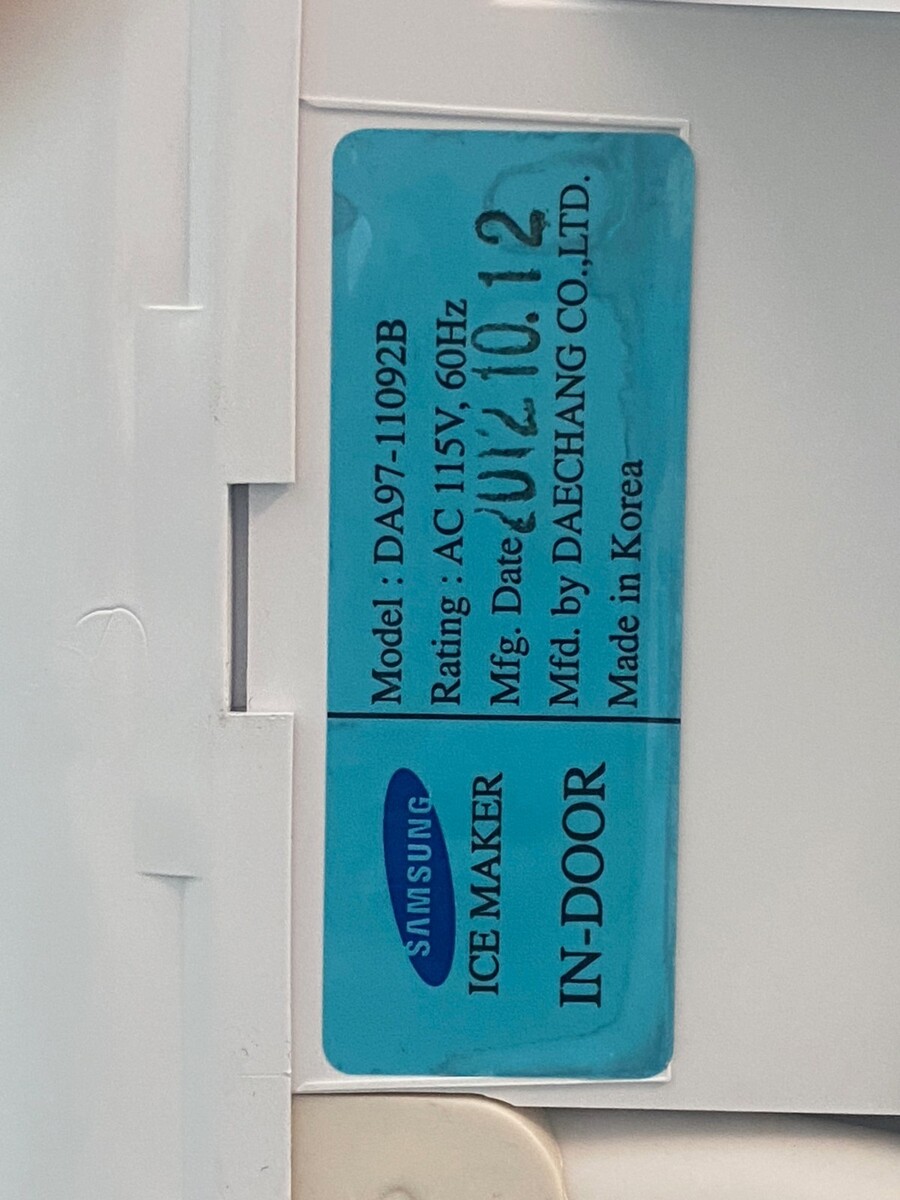 SAMSUNG
ICE MAKER
IN-DOOR
Model : DA97-11092B
Rating : AC 115V, 60Hz
Mfg. Date 2012 10. 12
Mfd. by DAECHANG CO.,LTD.
Made in Korea